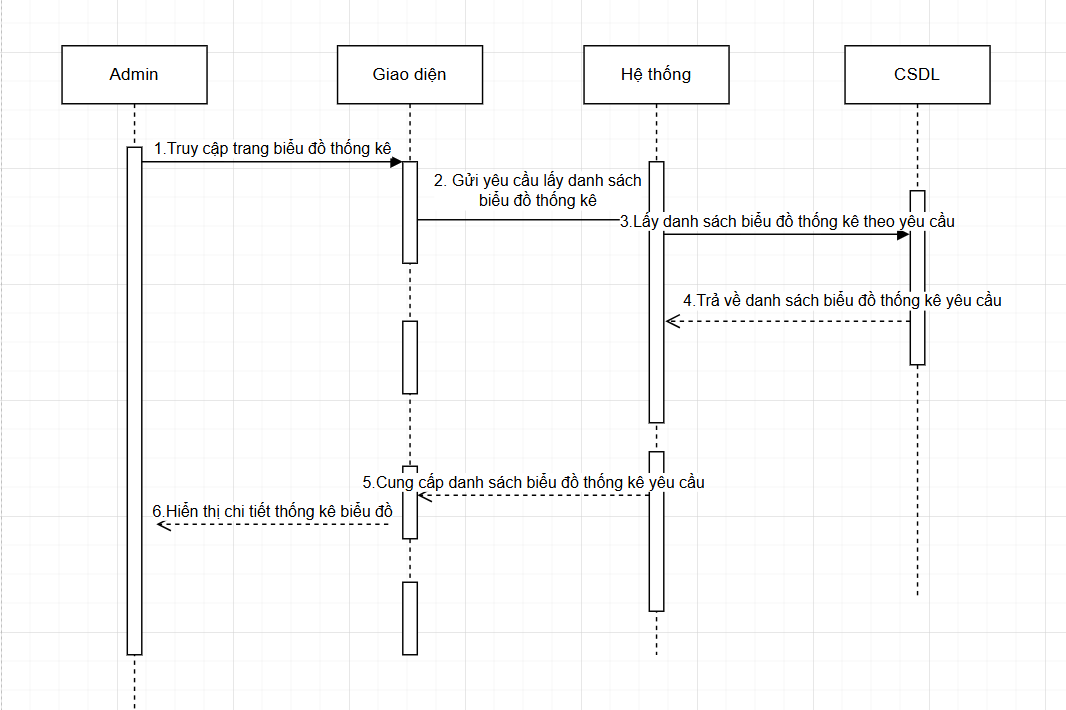 Admin
Giao diện
Hệ thống
CSDL
1.Truy cập trang biểu đồ thống kê
2. Gửi yêu cầu lấy danh sách
biểu đồ thống kê
3.Lấy danh sách biểu đồ thống kê theo yêu cầu
4.Trả về danh sách biểu đồ thống kê yêu cầu
5.Cung cấp danh sách biểu đồ thống kê yêu cầu
6.Hiển thị chi tiết thống kê biểu đồ